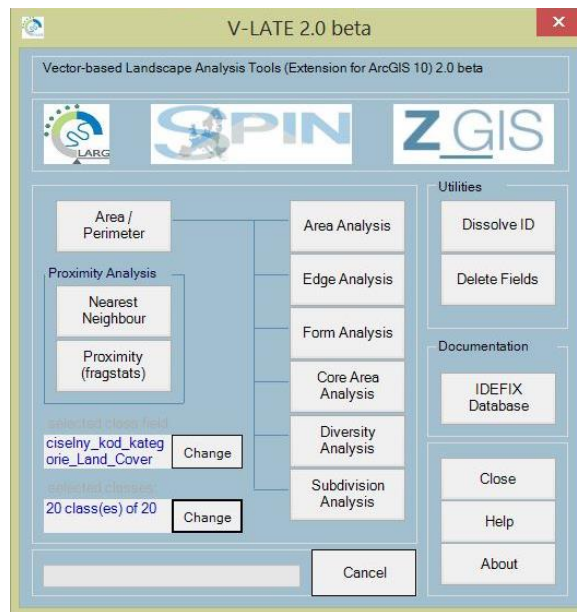 V-LATE 2.0 beta
x
Vector-based Landscape Analysis Tools (Extension for ArcGIS 10) 2.0 beta
LARG
SPIN
Z_GIS
Area /
Perimeter
Proximity Analysis
Nearest
Neighbour
Proximity
(fragstats)
selected class field:
ciselny_kod_kateg
orie_Land_Cover
Change
selected classes:
20 class(es) of 20
Change
Area Analysis
Edge Analysis
Form Analysis
Core Area
Analysis
Diversity
Analysis
Subdivision
Analysis
Cancel
Utilities
Dissolve ID
Delete Fields
Documentation
IDEFIX
Database
Close
Help
About